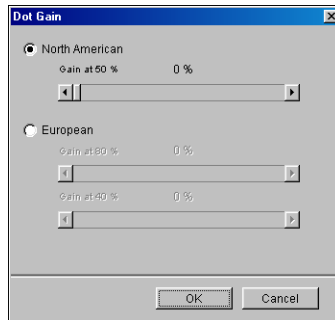 Dot Gain
North American
Gain at 50 % 0 %
European
Gain at 80 % 0 %
Gain at 40 % 0 %
OK Cancel